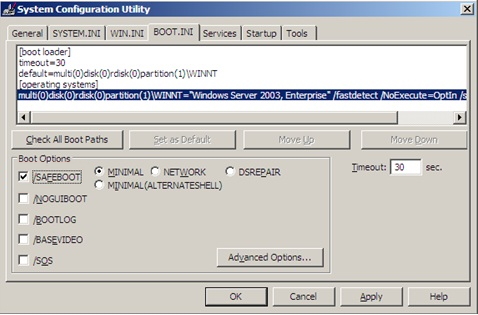 System Configuration Utility
General SYSTEM.INI WIN.INI BOOT.INI Services Startup Tools
[boot loader]
timeout=30
default=multi(0)disk(0)rdisk(0)partition(1)\WINNT
[operating systems]
multi(0)disk(0)rdisk(0)partition(1)\WINNT="Windows Server 2003, Enterprise" /fastdetect /NoExecute=OptIn /s
Check All Boot Paths Set as Default Move Up Move Down
Boot Options
/SAFEBOOT MINIMAL NETWORK DSREPAIR Timeout: 30 sec.
MINIMAL(ALTERNATESHELL)
/NOGUIBOOT
/BOOTLOG
/BASEVIDEO
/SOS
Advanced Options...
OK Cancel Apply Help